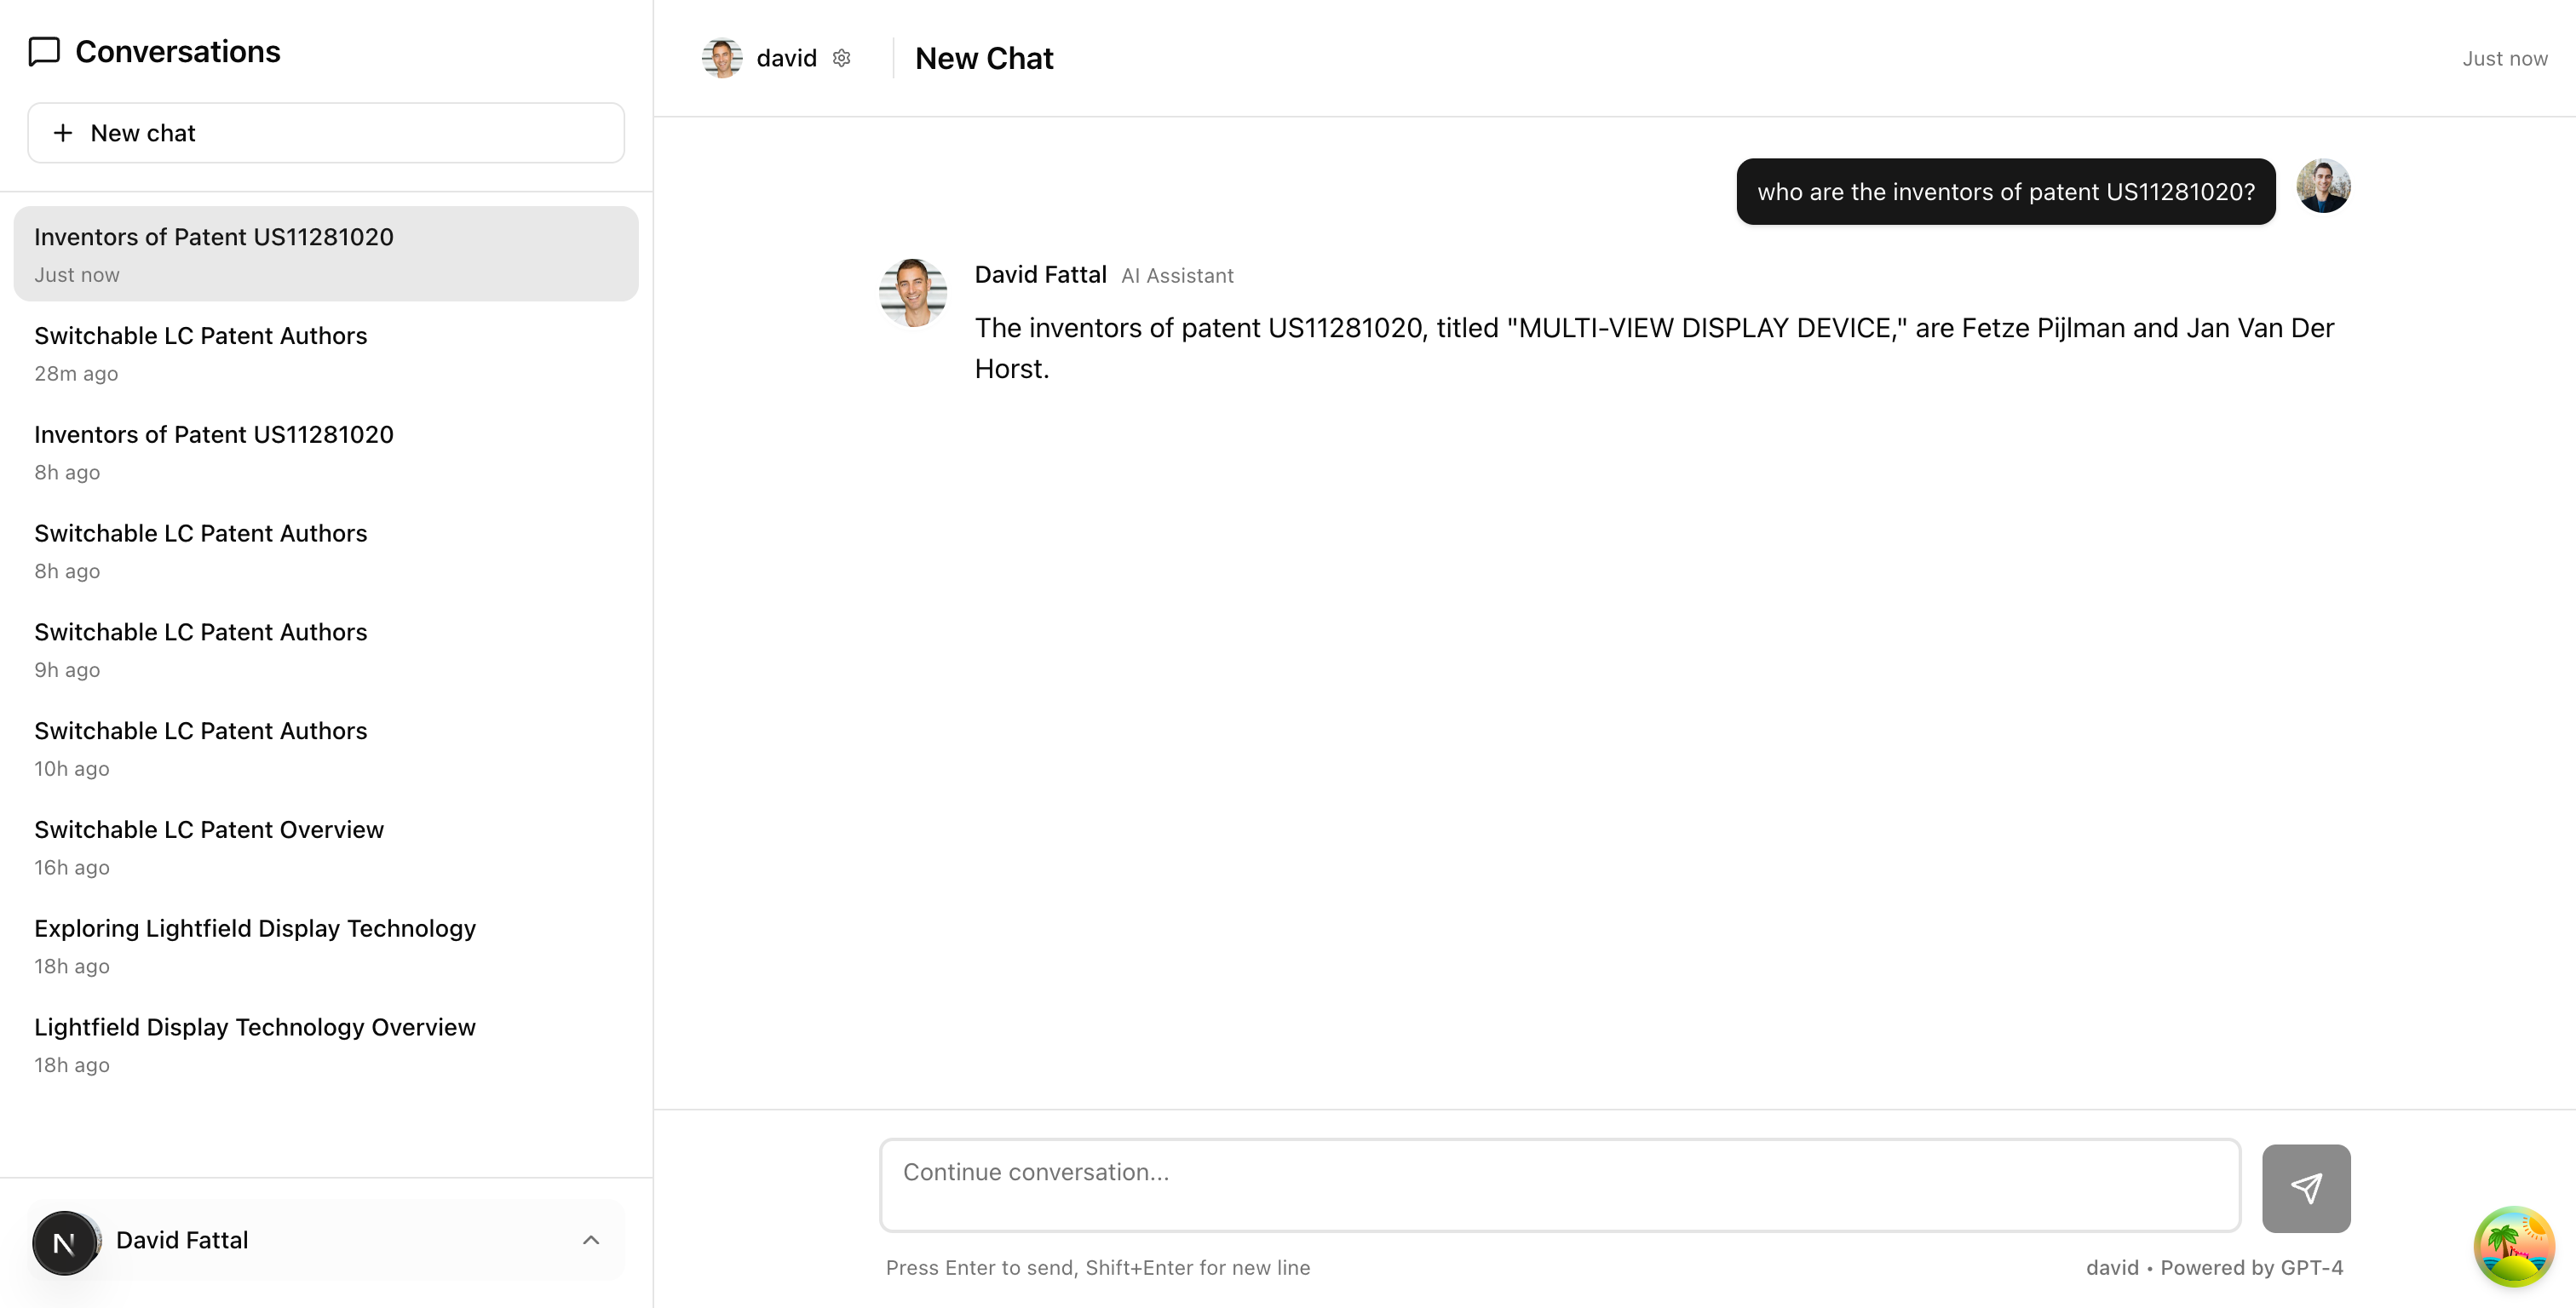 Conversations
New chat
Inventors of Patent US11281020
Just now
Switchable LC Patent Authors
28m ago
Inventors of Patent US11281020
8h ago
Switchable LC Patent Authors
8h ago
Switchable LC Patent Authors
9h ago
Switchable LC Patent Authors
10h ago
Switchable LC Patent Overview
16h ago
Exploring Lightfield Display Technology
18h ago
Lightfield Display Technology Overview
18h ago
N
David Fattal
david
New Chat
Just now
who are the inventors of patent US11281020?
David Fattal AI Assistant
The inventors of patent US11281020, titled "MULTI-VIEW DISPLAY DEVICE," are Fetze Pijlman and Jan Van Der
Horst.
Continue conversation...
Press Enter to send, Shift+Enter for new line
david • Powered by GPT-4